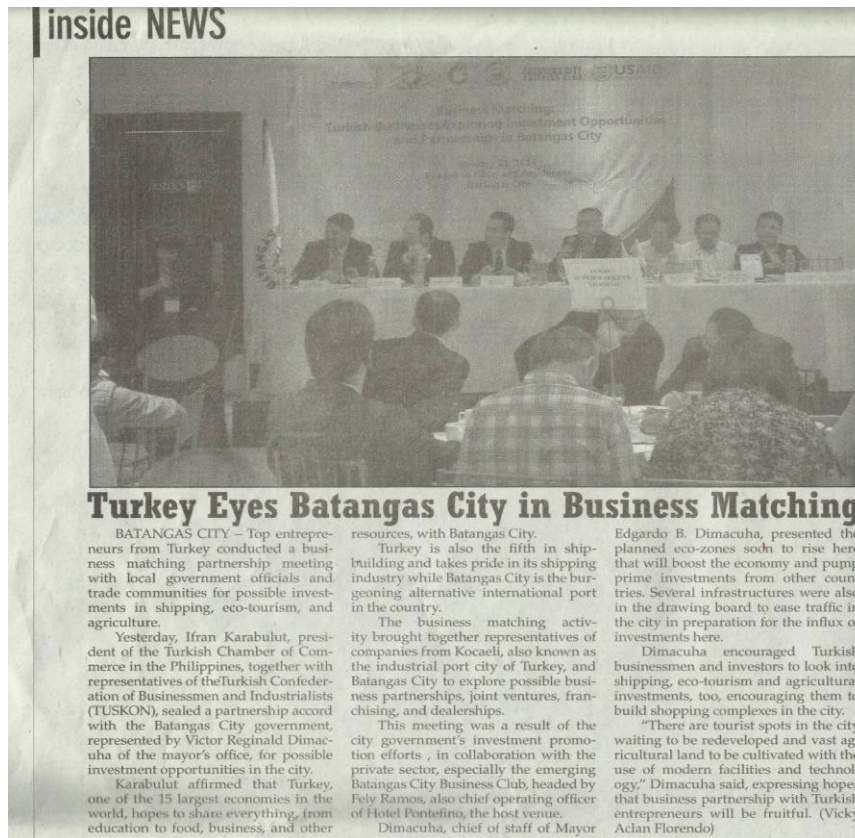 inside NEWS
USAID
Business Matching:
Turkish Businesses Exploring Investment Opportunities
and Partnership in Batangas City
Batangas City
BATANGAS
FOOD
SUPERMARKETS
TRADING
Turkey Eyes Batangas City in Business Matching
BATANGAS CITY – Top entrepre-
neurs from Turkey conducted a busi-
ness matching partnership meeting
with local government officials and
trade communities for possible invest-
ments in shipping, eco-tourism, and
agriculture.
Yesterday, Ifran Karabulut, presi-
dent of the Turkish Chamber of Com-
merce in the Philippines, together with
representatives of theTurkish Confeder-
ation of Businessmen and Industrialists
(TUSKON), sealed a partnership accord
with the Batangas City government,
represented by Victor Reginald Dimac-
uha of the mayor's office, for possible
investment opportunities in the city.
Karabulut affirmed that Turkey,
one of the 15 largest economies in the
world, hopes to share everything, from
education to food, business, and other
resources, with Batangas City.
Turkey is also the fifth in ship-
building and takes pride in its shipping
industry while Batangas City is the bur-
geoning alternative international port
in the country.
The business matching activ-
ity brought together representatives of
companies from Kocaeli, also known as
the industrial port city of Turkey, and
Batangas City to explore possible busi-
ness partnerships, joint ventures, fran-
chising, and dealerships.
This meeting was a result of the
city government's investment promo-
tion efforts , in collaboration with the
private sector, especially the emerging
Batangas City Business Club, headed by
Fely Ramos, also chief operating officer
of Hotel Pontefino, the host venue.
Dimacuha, chief of staff of Mayor
Edgardo B. Dimacuha, presented the
planned eco-zones soon to rise here
that will boost the economy and pump
prime investments from other coun
tries. Several infrastructures were also
in the drawing board to ease traffic in
the city in preparation for the influx o
investments here.
Dimacuha encouraged Turkish
businessmen and investors to look into
shipping, eco-tourism and agricultura
investments, too, encouraging them to
build shopping complexes in the city.
"There are tourist spots in the city
waiting to be redeveloped and vast ag
ricultural land to be cultivated with the
use of modern facilities and technol
ogy," Dimacuha said, expressing hopes
that business partnership with Turkish
entrepreneurs will be fruitful. (Vicky
Aclan Florendo)